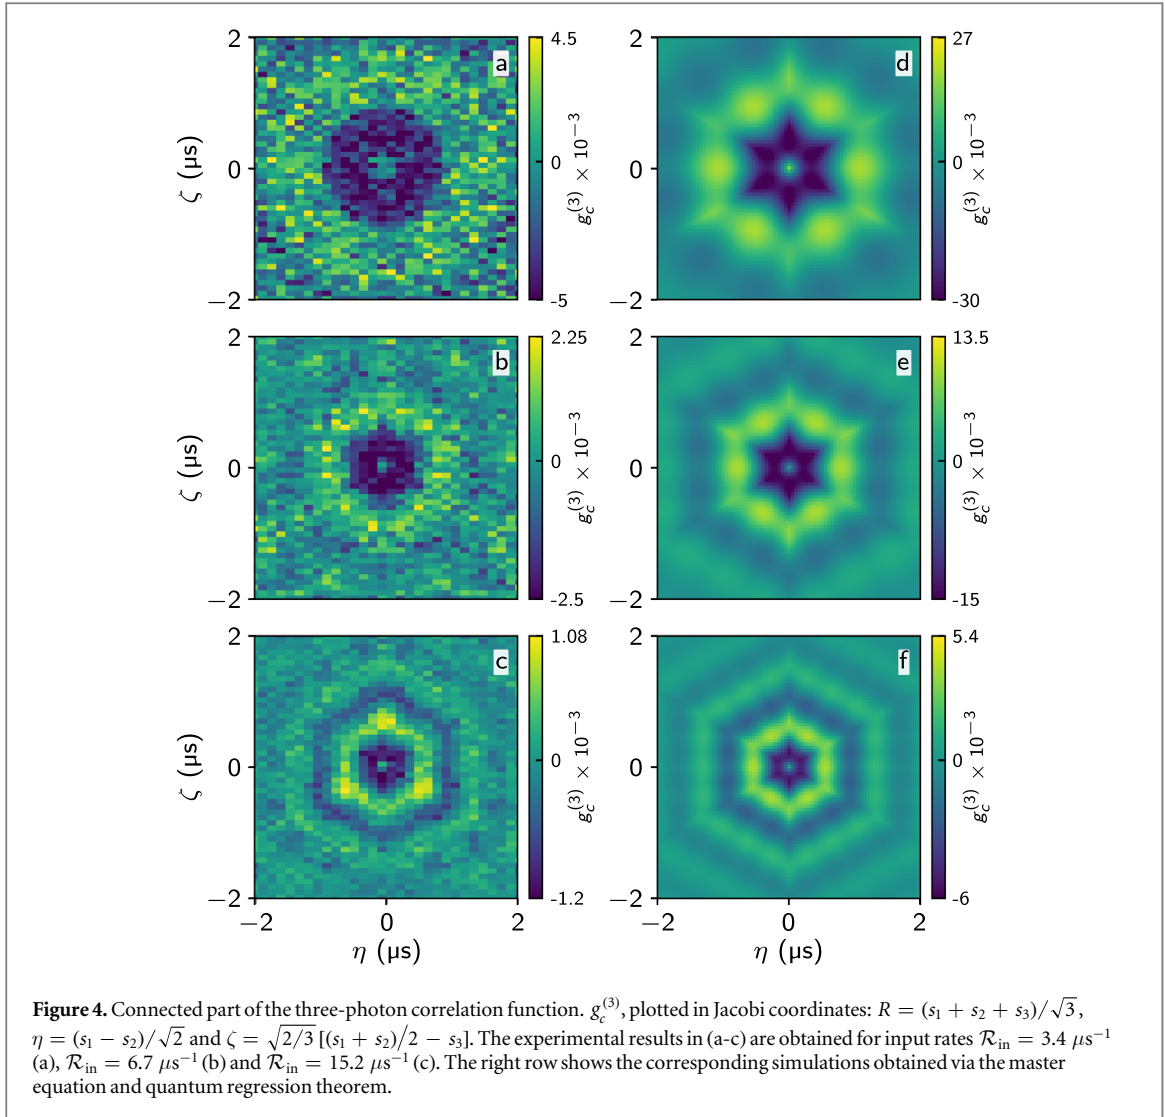 2
0
−2
ζ (μs)
a
4.5
0
-5
g_c^{(3)} × 10^{−3}
2
0
−2
ζ (μs)
d
27
0
-30
g_c^{(3)} × 10^{−3}
2
0
−2
ζ (μs)
b
2.25
0
-2.5
g_c^{(3)} × 10^{−3}
2
0
−2
ζ (μs)
e
13.5
0
-15
g_c^{(3)} × 10^{−3}
2
0
−2
ζ (μs)
c
1.08
0
-1.2
g_c^{(3)} × 10^{−3}
−2 0 2
η (μs)
2
0
−2
ζ (μs)
f
5.4
0
-6
g_c^{(3)} × 10^{−3}
−2 0 2
η (μs)
Figure 4. Connected part of the three-photon correlation function. g_c^{(3)}, plotted in Jacobi coordinates: R = (s₁ + s₂ + s₃)/√3,
η = (s₁ − s₂)/√2 and ζ = √(2/3) [(s₁ + s₂)/2 − s₃]. The experimental results in (a-c) are obtained for input rates ℛ_in = 3.4 μs⁻¹
(a), ℛ_in = 6.7 μs⁻¹ (b) and ℛ_in = 15.2 μs⁻¹ (c). The right row shows the corresponding simulations obtained via the master
equation and quantum regression theorem.